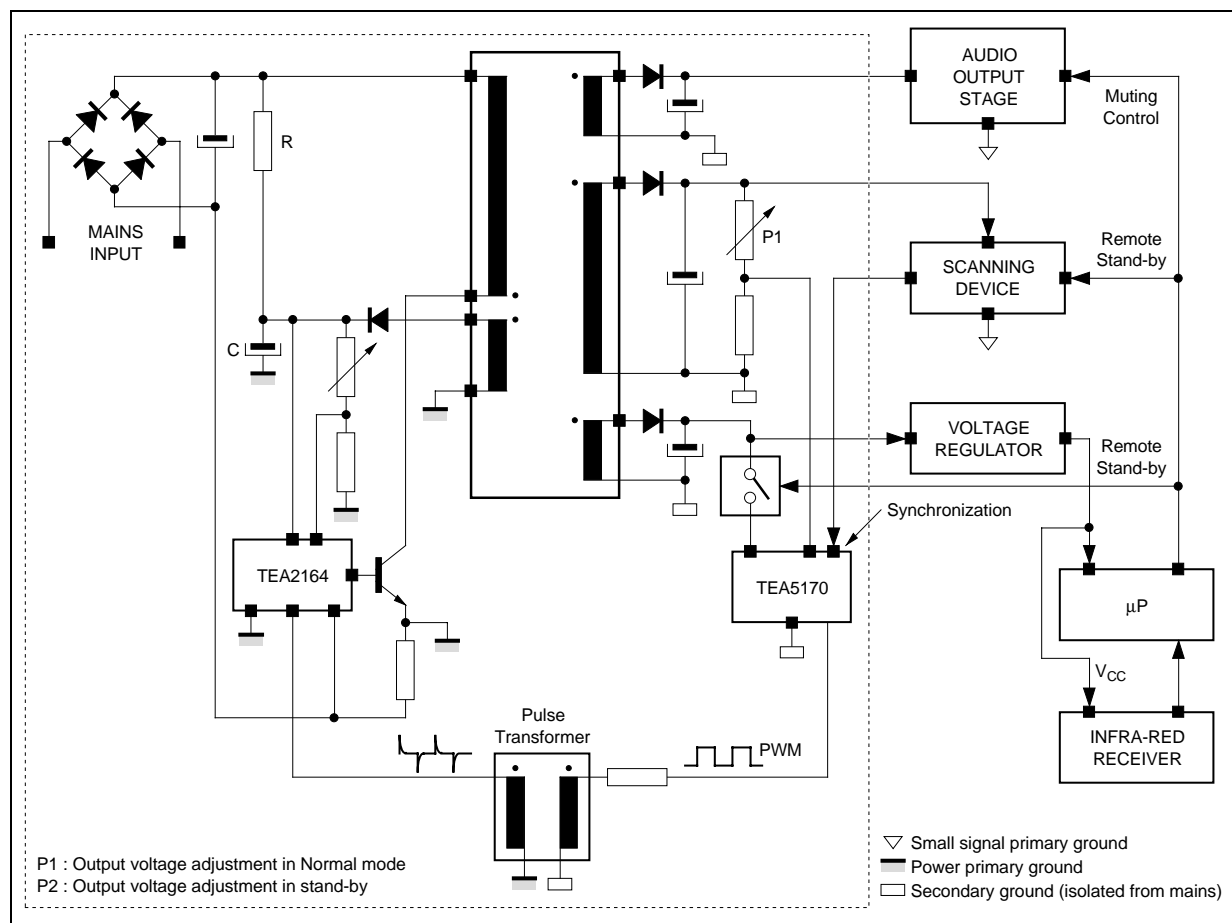 AUDIO
OUTPUT
STAGE
Muting
Control
R
MAINS
INPUT
P1
Remote
Stand-by
SCANNING
DEVICE
C
VOLTAGE
REGULATOR
Remote
Stand-by
Synchronization
TEA2164
TEA5170
µP
VCC
Pulse
Transformer
PWM
INFRA-RED
RECEIVER
P1 : Output voltage adjustment in Normal mode
P2 : Output voltage adjustment in stand-by
Small signal primary ground
Power primary ground
Secondary ground (isolated from mains)